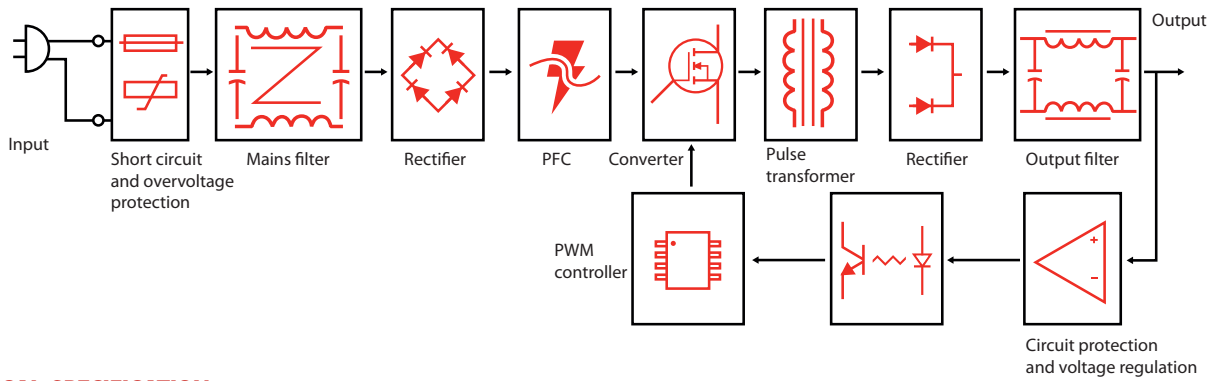 Output
Input
Short circuit
and overvoltage
protection
Mains filter
Rectifier
PFC
Converter
Pulse
transformer
Rectifier
Output filter
PWM
controller
+
-
Circuit protection
and voltage regulation